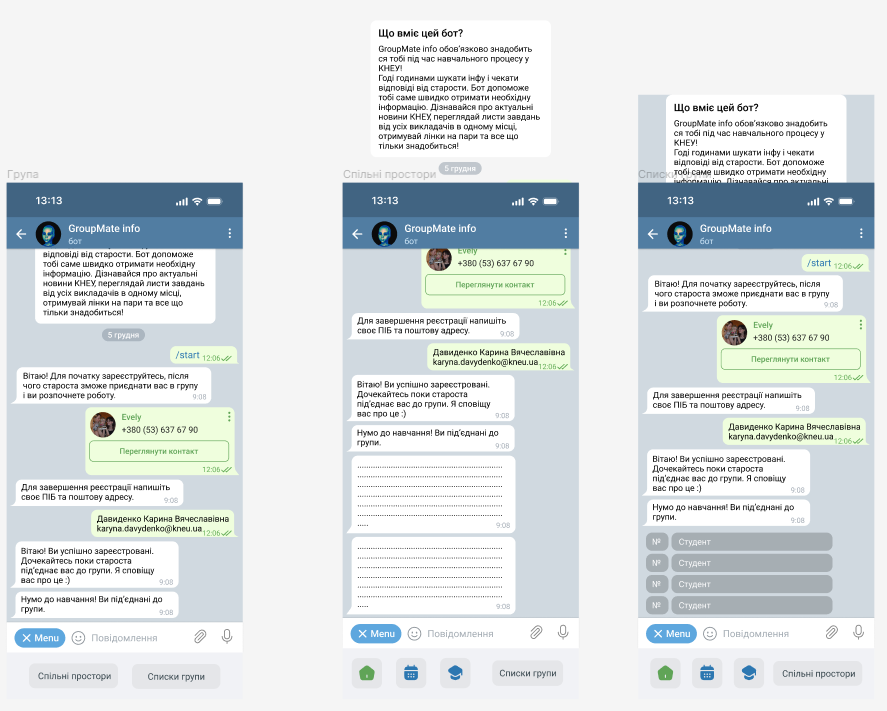 Група
13:13
GroupMate info
бот
відповіді від старости. Бот допоможе
тобі саме швидко отримати необхідну
інформацію. Дізнавайся про актуальні
новини КНЕУ, переглядай листи завдань
від усіх викладачів в одному місці,
отримувай лінки на пари та все що
тільки знадобиться!
5 грудня
/start 12:06
Вітаю! Для початку зареєструйтесь, після
чого староста зможе приєднати вас в групу
і ви розпочнете роботу. 9:08
Evely
+380 (53) 637 67 90
Переглянути контакт
12:06
Для завершення реєстрації напишіть
своє ПІБ та поштову адресу. 9:08
Давиденко Карина Вячеславівна
karyna.davydenko@kneu.ua 12:06
Вітаю! Ви успішно зареєстровані.
Дочекайтесь поки староста
під’єднає вас до групи. Я сповіщу
вас про це :) 9:08
Нумо до навчання! Ви під’єднані до
групи. 9:08
Menu Повідомлення
Спільні простори Списки групи
Що вміє цей бот?
GroupMate info обов’язково знадобить
ся тобі під час навчального процесу у
КНЕУ!
Годі годинами шукати інфу і чекати
відповіді від старости. Бот допоможе
тобі саме швидко отримати необхідну
інформацію. Дізнавайся про актуальні
новини КНЕУ, переглядай листи завдань
від усіх викладачів в одному місці,
отримувай лінки на пари та все що
тільки знадобиться!
5 грудня
Спільні простори
13:13
GroupMate info
бот
Evely
+380 (53) 637 67 90
Переглянути контакт
12:06
Для завершення реєстрації напишіть
своє ПІБ та поштову адресу. 9:08
Давиденко Карина Вячеславівна
karyna.davydenko@kneu.ua 12:06
Вітаю! Ви успішно зареєстровані.
Дочекайтесь поки староста
під’єднає вас до групи. Я сповіщу
вас про це :) 9:08
Нумо до навчання! Ви під’єднані до
групи. 9:08
9:08
9:08
Menu Повідомлення
Списки групи
Що вміє цей бот?
GroupMate info обов’язково знадобить
ся тобі під час навчального процесу у
КНЕУ!
Годі годинами шукати інфу і чекати
відповіді від старости. Бот допоможе
тобі саме швидко отримати необхідну
інформацію. Дізнавайся про актуальні
13:13
GroupMate info
бот
/start 12:06
Вітаю! Для початку зареєструйтесь, після
чого староста зможе приєднати вас в групу
і ви розпочнете роботу. 9:08
Evely
+380 (53) 637 67 90
Переглянути контакт
12:06
Для завершення реєстрації напишіть
своє ПІБ та поштову адресу. 9:08
Давиденко Карина Вячеславівна
karyna.davydenko@kneu.ua 12:06
Вітаю! Ви успішно зареєстровані.
Дочекайтесь поки староста
під’єднає вас до групи. Я сповіщу
вас про це :) 9:08
Нумо до навчання! Ви під’єднані до
групи. 9:08
№ Студент
№ Студент
№ Студент
№ Студент
Menu Повідомлення
Спільні простори